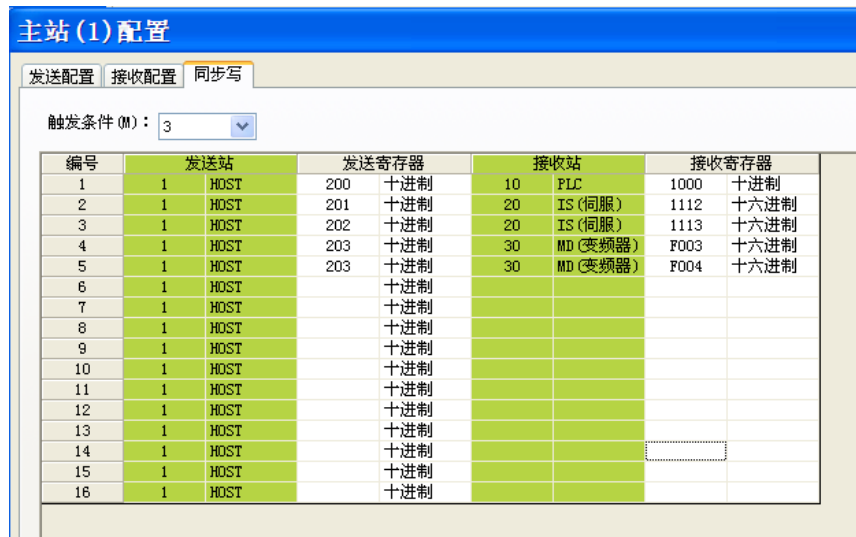 主站(1)配置
发送配置 接收配置 同步写
触发条件(M): 3
编号 发送站 发送寄存器 接收站 接收寄存器
1 1 HOST 200 十进制 10 PLC 1000 十进制
2 1 HOST 201 十进制 20 IS(伺服) 1112 十六进制
3 1 HOST 202 十进制 20 IS(伺服) 1113 十六进制
4 1 HOST 203 十进制 30 MD(变频器) F003 十六进制
5 1 HOST 203 十进制 30 MD(变频器) F004 十六进制
6 1 HOST 十进制
7 1 HOST 十进制
8 1 HOST 十进制
9 1 HOST 十进制
10 1 HOST 十进制
11 1 HOST 十进制
12 1 HOST 十进制
13 1 HOST 十进制
14 1 HOST 十进制
15 1 HOST 十进制
16 1 HOST 十进制